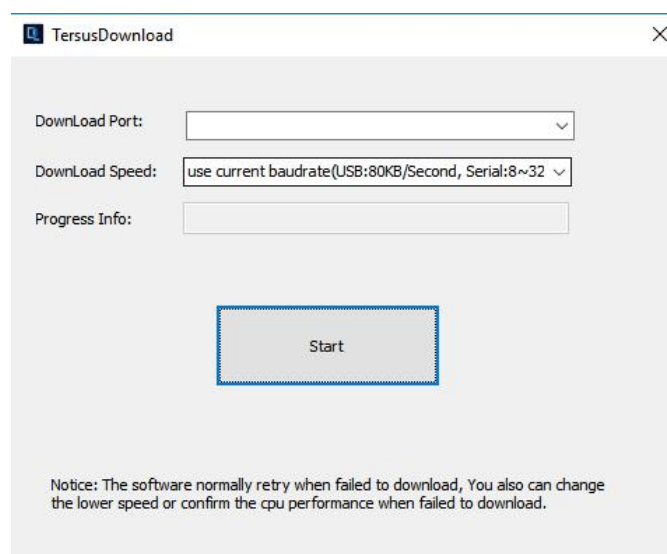 TersusDownload
DownLoad Port:
DownLoad Speed: use current baudrate(USB:80KB/Second, Serial:8~32
Progress Info:
Start
Notice: The software normally retry when failed to download, You also can change
the lower speed or confirm the cpu performance when failed to download.